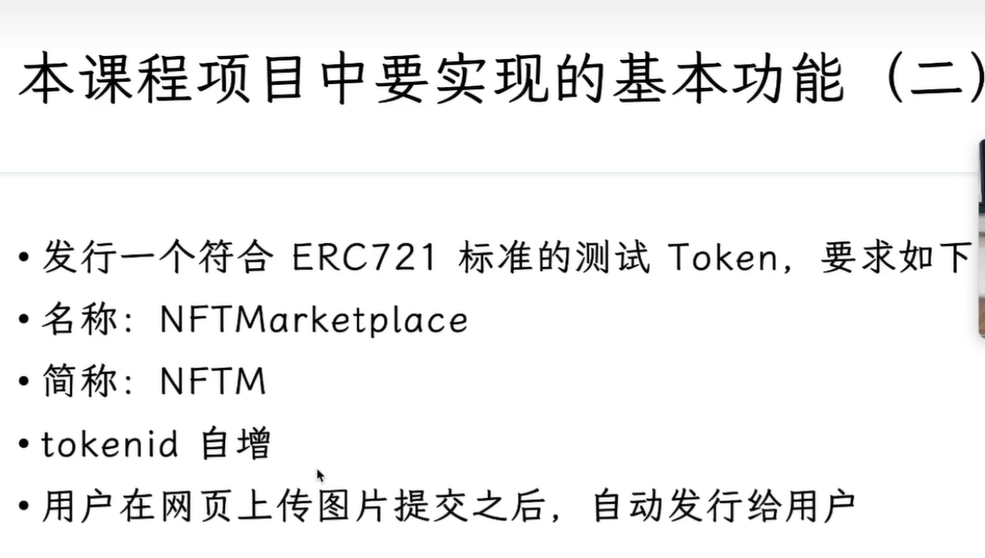 本课程项目中要实现的基本功能（二）
• 发行一个符合 ERC721 标准的测试 Token，要求如下
• 名称：NFTMarketplace
• 简称：NFTM
• tokenid 自增
• 用户在网页上传图片提交之后，自动发行给用户